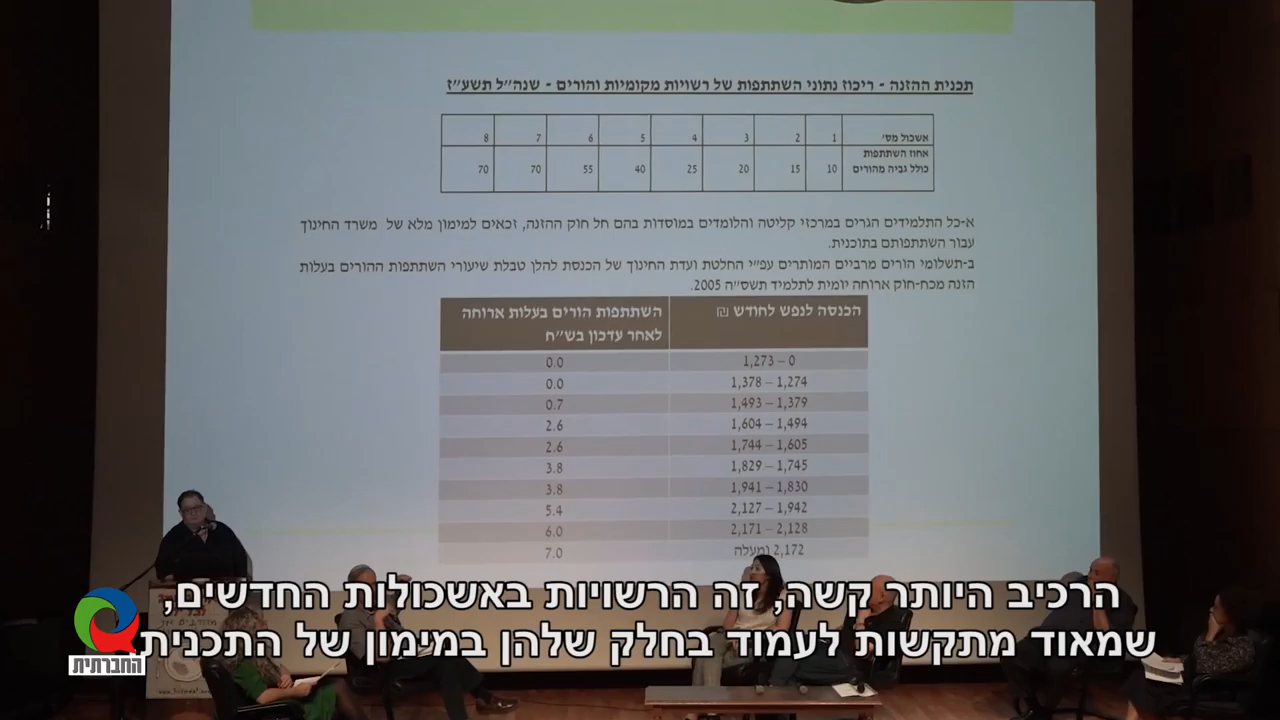 תכנית ההזנה - ריכוז נתוני השתתפות של רשויות מקומיות והורים - שנה"ל תשע"ז
אשכול מס' 1 2 3 4 5 6 7 8
אחוז השתתפות
כולל גביה מהורים 10 15 20 25 40 55 70 70
א-כל התלמידים הגרים במרכזי קליטה והלומדים במוסדות בהם חל חוק ההזנה, זכאים למימון מלא של משרד החינוך
עבור השתתפותם בתוכנית.
ב-תשלומי הורים מרביים המותרים עפ"י החלטת ועדת החינוך של הכנסת להלן טבלת שיעורי השתתפות ההורים בעלות
הזנה מכח-חוק ארוחה יומית לתלמיד תשס"ה 2005.
הכנסה לנפש לחודש ₪ השתתפות הורים בעלות ארוחה
לאחר עדכון בש"ח
0 – 1,273 0.0
1,274 – 1,378 0.0
1,379 – 1,493 0.7
1,494 – 1,604 2.6
1,605 – 1,744 2.6
1,745 – 1,829 3.8
1,830 – 1,941 3.8
1,942 – 2,127 5.4
2,128 – 2,171 6.0
2,172 ומעלה 7.0
הרכיב היותר קשה, זה הרשויות באשכולות החדשים,
שמאוד מתקשות לעמוד בחלק שלהן במימון של התכנית.
החברתית